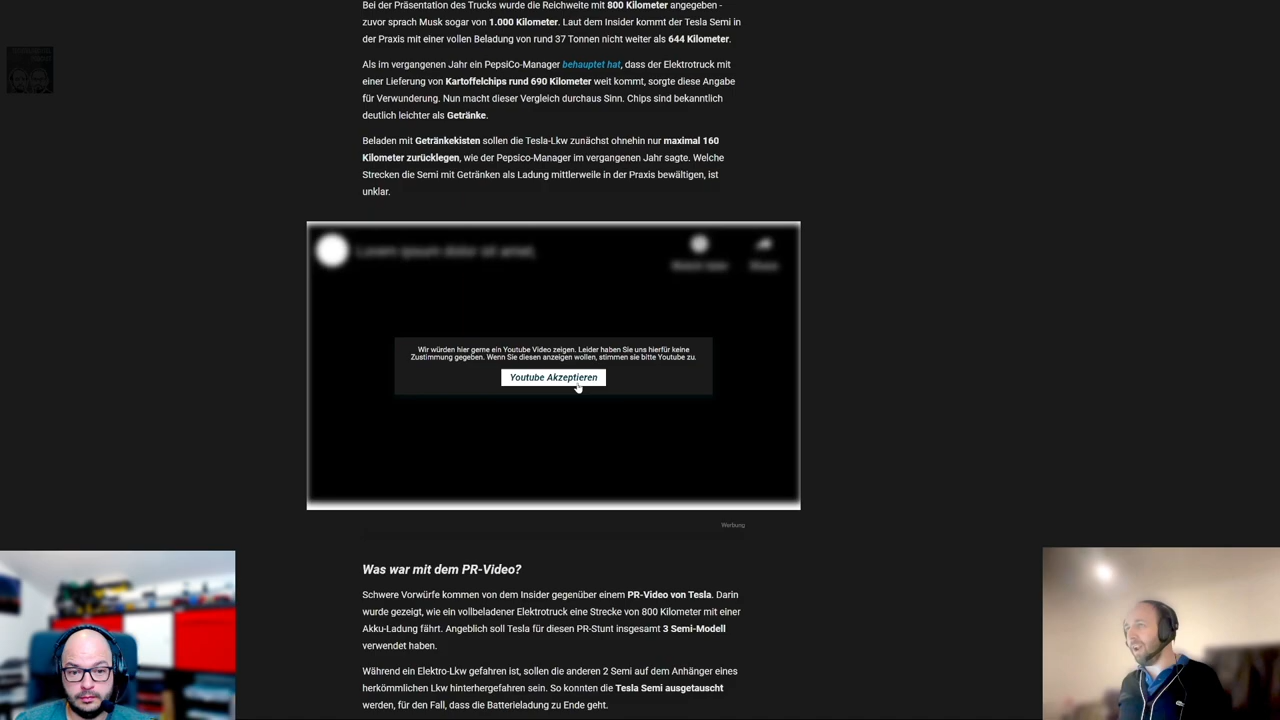 Bei der Präsentation des Trucks wurde die Reichweite mit 800 Kilometer angegeben -
zuvor sprach Musk sogar von 1.000 Kilometer. Laut dem Insider kommt der Tesla Semi in
der Praxis mit einer vollen Beladung von rund 37 Tonnen nicht weiter als 644 Kilometer.
Als im vergangenen Jahr ein PepsiCo-Manager behauptet hat, dass der Elektrotruck mit
einer Lieferung von Kartoffelchips rund 690 Kilometer weit kommt, sorgte diese Angabe
für Verwunderung. Nun macht dieser Vergleich durchaus Sinn. Chips sind bekanntlich
deutlich leichter als Getränke.
Beladen mit Getränkekisten sollen die Tesla-Lkw zunächst ohnehin nur maximal 160
Kilometer zurücklegen, wie der Pepsico-Manager im vergangenen Jahr sagte. Welche
Strecken die Semi mit Getränken als Ladung mittlerweile in der Praxis bewältigen, ist
unklar.
Lorem ipsum dolor sit amet,
Share
Wir würden hier gerne ein Youtube Video zeigen. Leider haben Sie uns hierfür keine
Zustimmung gegeben. Wenn Sie diesen anzeigen wollen, stimmen sie bitte Youtube zu.
Youtube Akzeptieren
Werbung
Was war mit dem PR-Video?
Schwere Vorwürfe kommen von dem Insider gegenüber einem PR-Video von Tesla. Darin
wurde gezeigt, wie ein vollbeladener Elektrotruck eine Strecke von 800 Kilometer mit einer
Akku-Ladung fährt. Angeblich soll Tesla für diesen PR-Stunt insgesamt 3 Semi-Modell
verwendet haben.
Während ein Elektro-Lkw gefahren ist, sollen die anderen 2 Semi auf dem Anhänger eines
herkömmlichen Lkw hinterhergefahren sein. So konnten die Tesla Semi ausgetauscht
werden, für den Fall, dass die Batterieladung zu Ende geht.